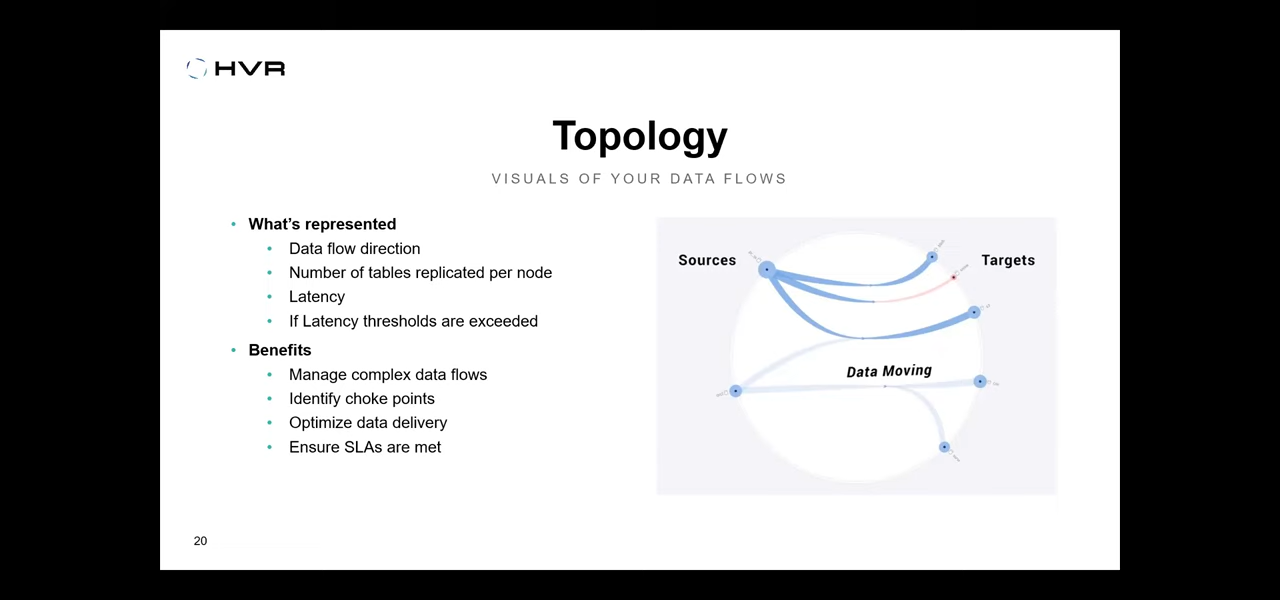 HVR
Topology
VISUALS OF YOUR DATA FLOWS
• What’s represented
• Data flow direction
• Number of tables replicated per node
• Latency
• If Latency thresholds are exceeded
• Benefits
• Manage complex data flows
• Identify choke points
• Optimize data delivery
• Ensure SLAs are met
Sources
Targets
Data Moving
20